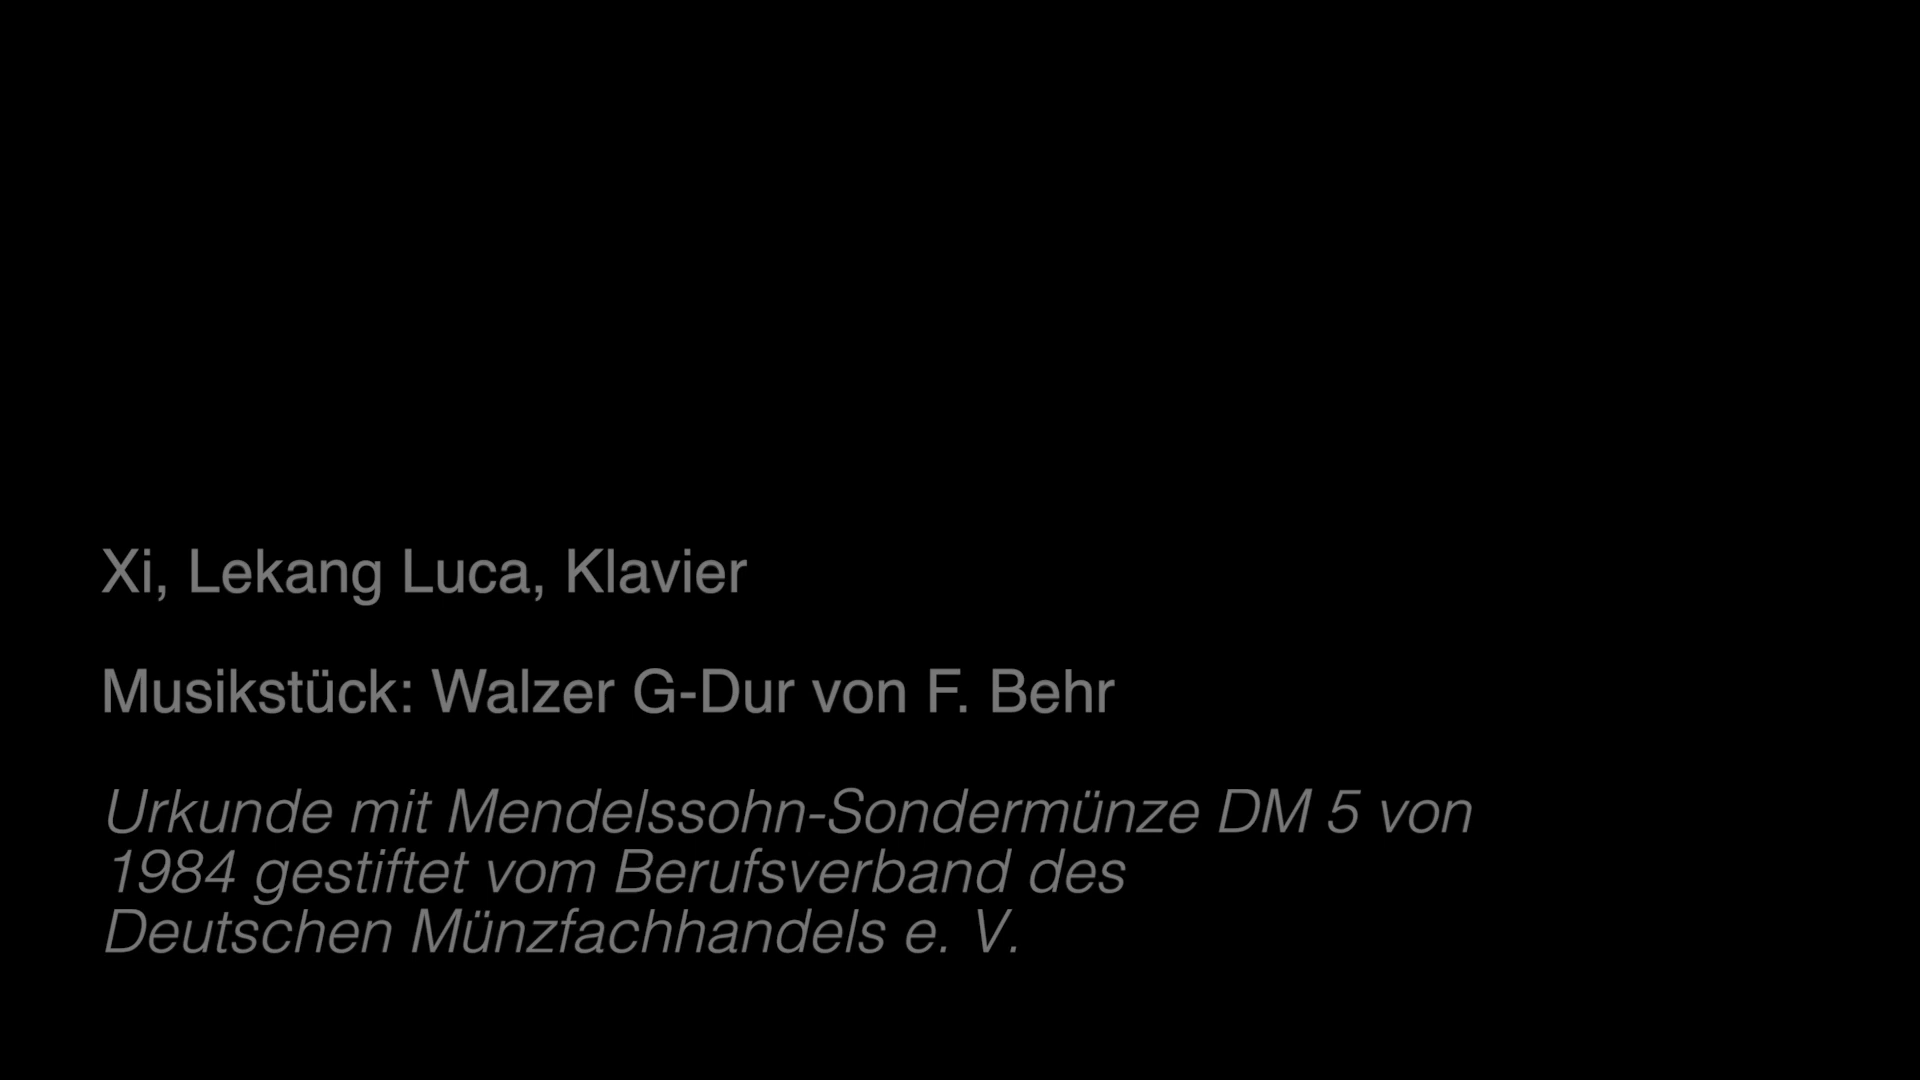 Xi, Lekang Luca, Klavier
Musikstück: Walzer G-Dur von F. Behr
Urkunde mit Mendelssohn-Sondermünze DM 5 von
1984 gestiftet vom Berufsverband des
Deutschen Münzfachhandels e. V.